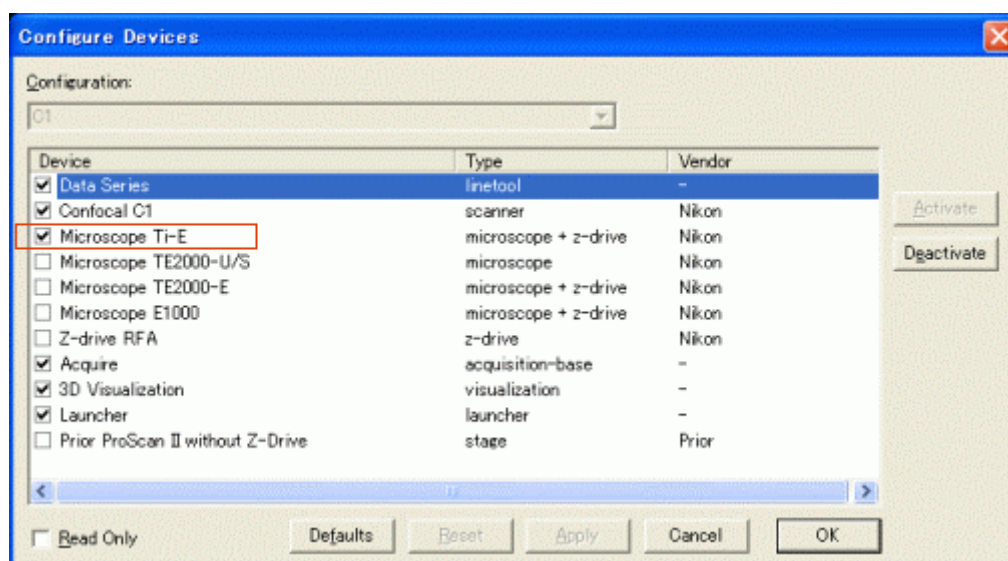 Configure Devices
Configuration:
C1
Device Type Vendor
Data Series linetool -
Confocal C1 scanner Nikon
Microscope Ti-E microscope + z-drive Nikon
Microscope TE2000-U/S microscope Nikon
Microscope TE2000-E microscope + z-drive Nikon
Microscope E1000 microscope + z-drive Nikon
Z-drive RFA z-drive Nikon
Acquire acquisition-base -
3D Visualization visualization -
Launcher launcher -
Prior ProScan II without Z-Drive stage Prior
Activate
Deactivate
Read Only Defaults Reset Apply Cancel OK